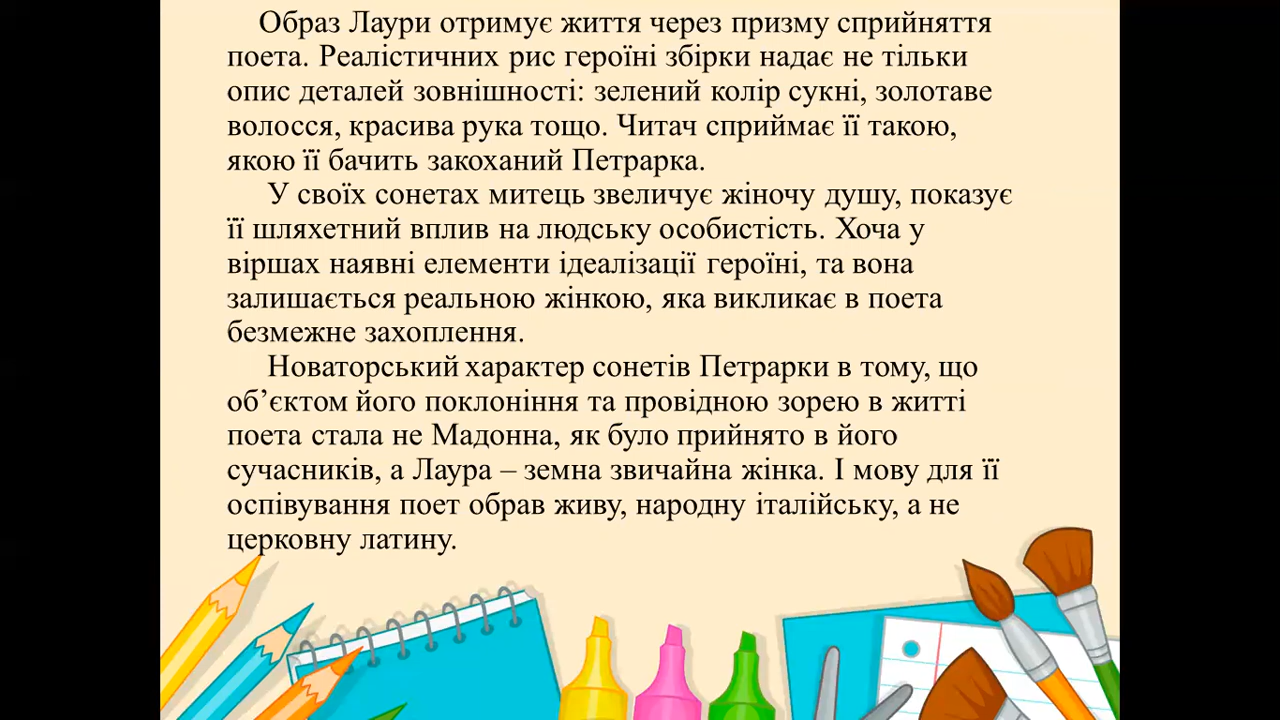 Образ Лаури отримує життя через призму сприйняття
поета. Реалістичних рис героїні збірки надає не тільки
опис деталей зовнішності: зелений колір сукні, золотаве
волосся, красива рука тощо. Читач сприймає її такою,
якою її бачить закоханий Петрарка.
У своїх сонетах митець звеличує жіночу душу, показує
її шляхетний вплив на людську особистість. Хоча у
віршах наявні елементи ідеалізації героїні, та вона
залишається реальною жінкою, яка викликає в поета
безмежне захоплення.
Новаторський характер сонетів Петрарки в тому, що
об’єктом його поклоніння та провідною зорею в житті
поета стала не Мадонна, як було прийнято в його
сучасників, а Лаура – земна звичайна жінка. І мову для її
оспівування поет обрав живу, народну італійську, а не
церковну латину.